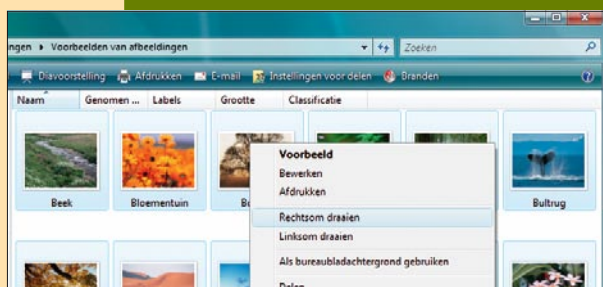 ngen ▸ Voorbeelden van afbeeldingen
Zoeken
Diavoorstelling Afdrukken E-mail Instellingen voor delen Branden
Naam Genomen ... Labels Grootte Classificatie
Voorbeeld
Bewerken
Afdrukken
Beek Bloementuin Bultrug
Rechtsom draaien
Linksom draaien
Als bureaubladachtergrond gebruiken
Delen